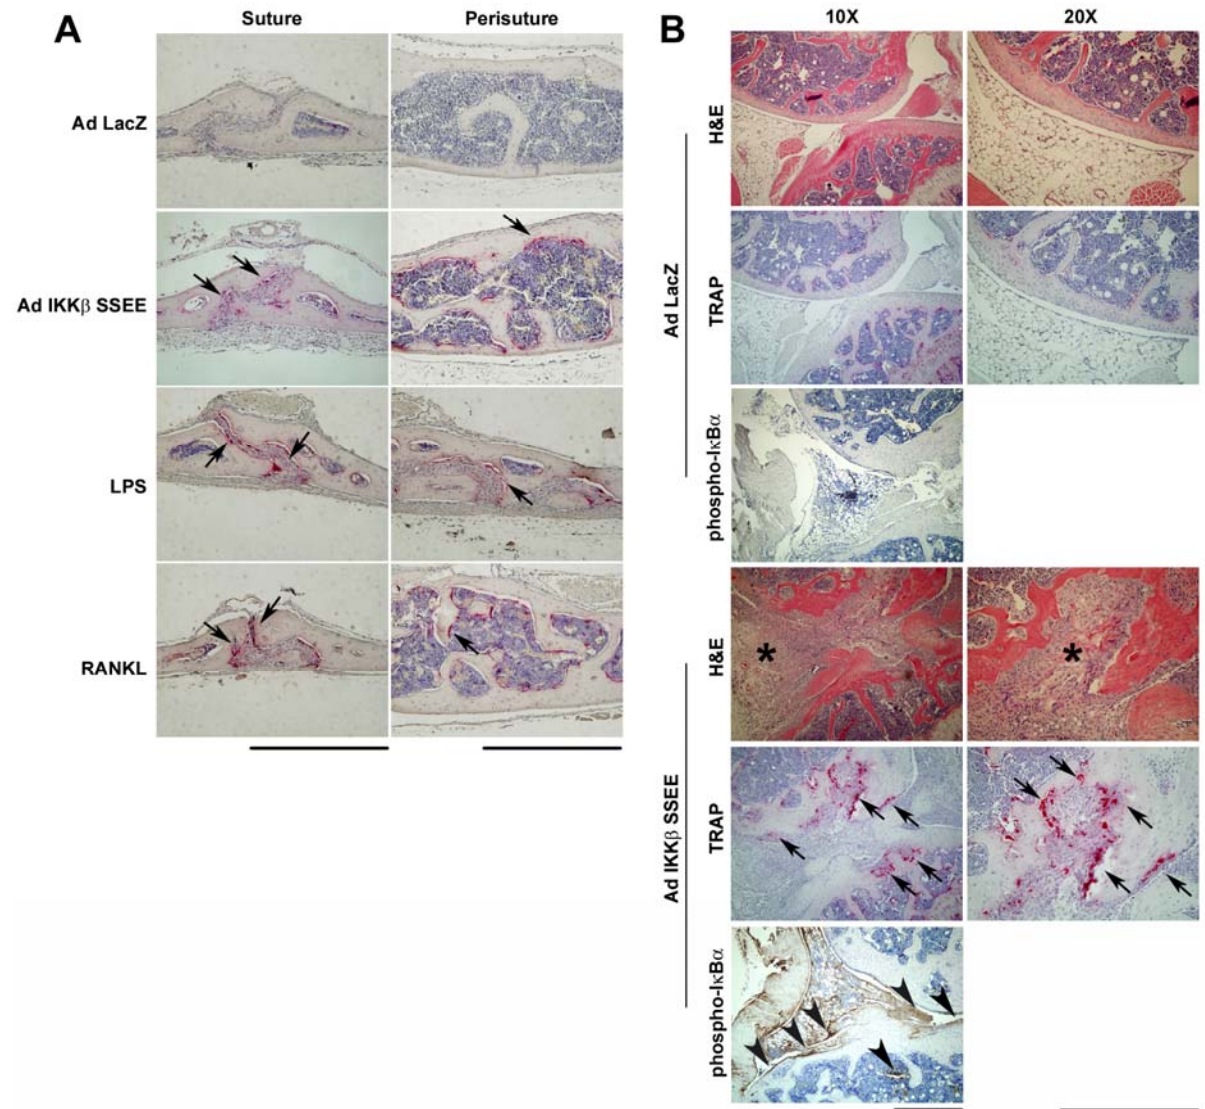 A
Suture
Perisuture
Ad LacZ
Ad IKKβ SSEE
LPS
RANKL
B
10X
20X
Ad LacZ
H&E
TRAP
phospho-IκBα
Ad IKKβ SSEE
H&E
*
*
TRAP
phospho-IκBα